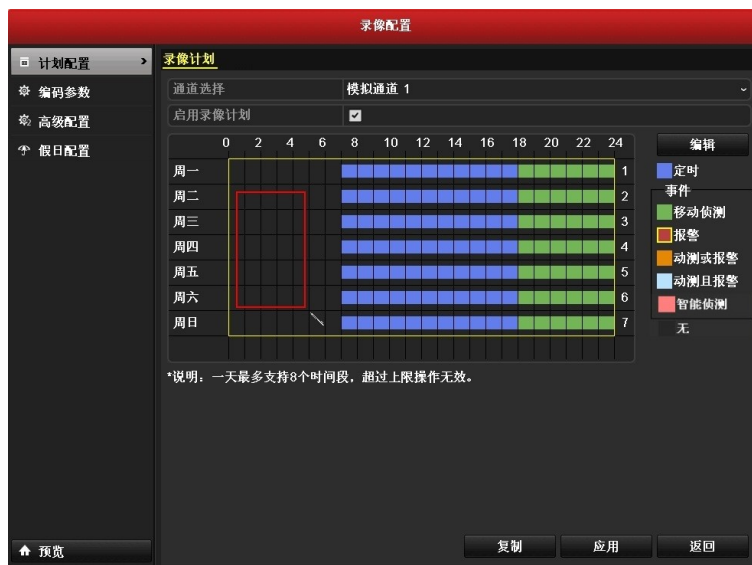 录像配置
计划配置
编码参数
高级配置
假日配置
预览
录像计划
通道选择 模拟通道 1
启用录像计划
0 2 4 6 8 10 12 14 16 18 20 22 24
周一 1
周二 2
周三 3
周四 4
周五 5
周六 6
周日 7
编辑
定时
事件
移动侦测
报警
动测或报警
动测且报警
智能侦测
无
*说明：一天最多支持8个时间段，超过上限操作无效。
复制 应用 返回